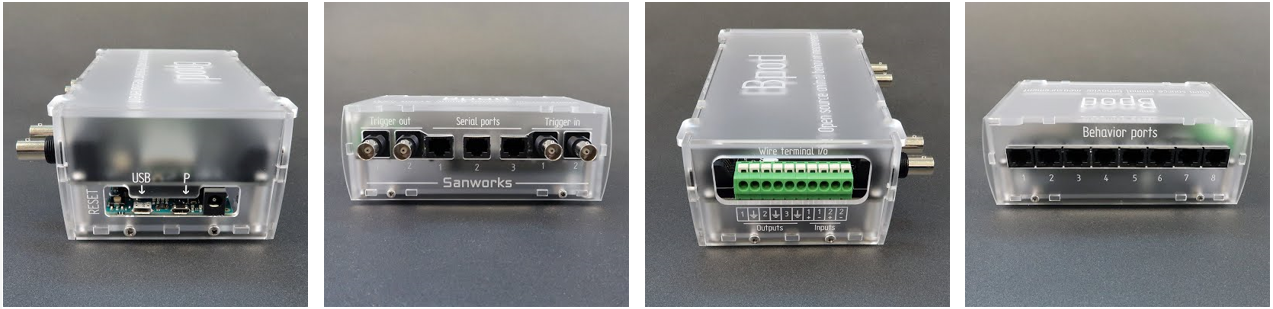 Bpod
USB P
RESET
Bpod
Trigger out Serial ports Trigger in
1 2 1 2 3 1 2
Sanworks
Bpod
Open source
Wire terminal i/o
1 2 3 1 1 2 2
Outputs Inputs
Bpod
Behavior ports
1 2 3 4 5 6 7 8